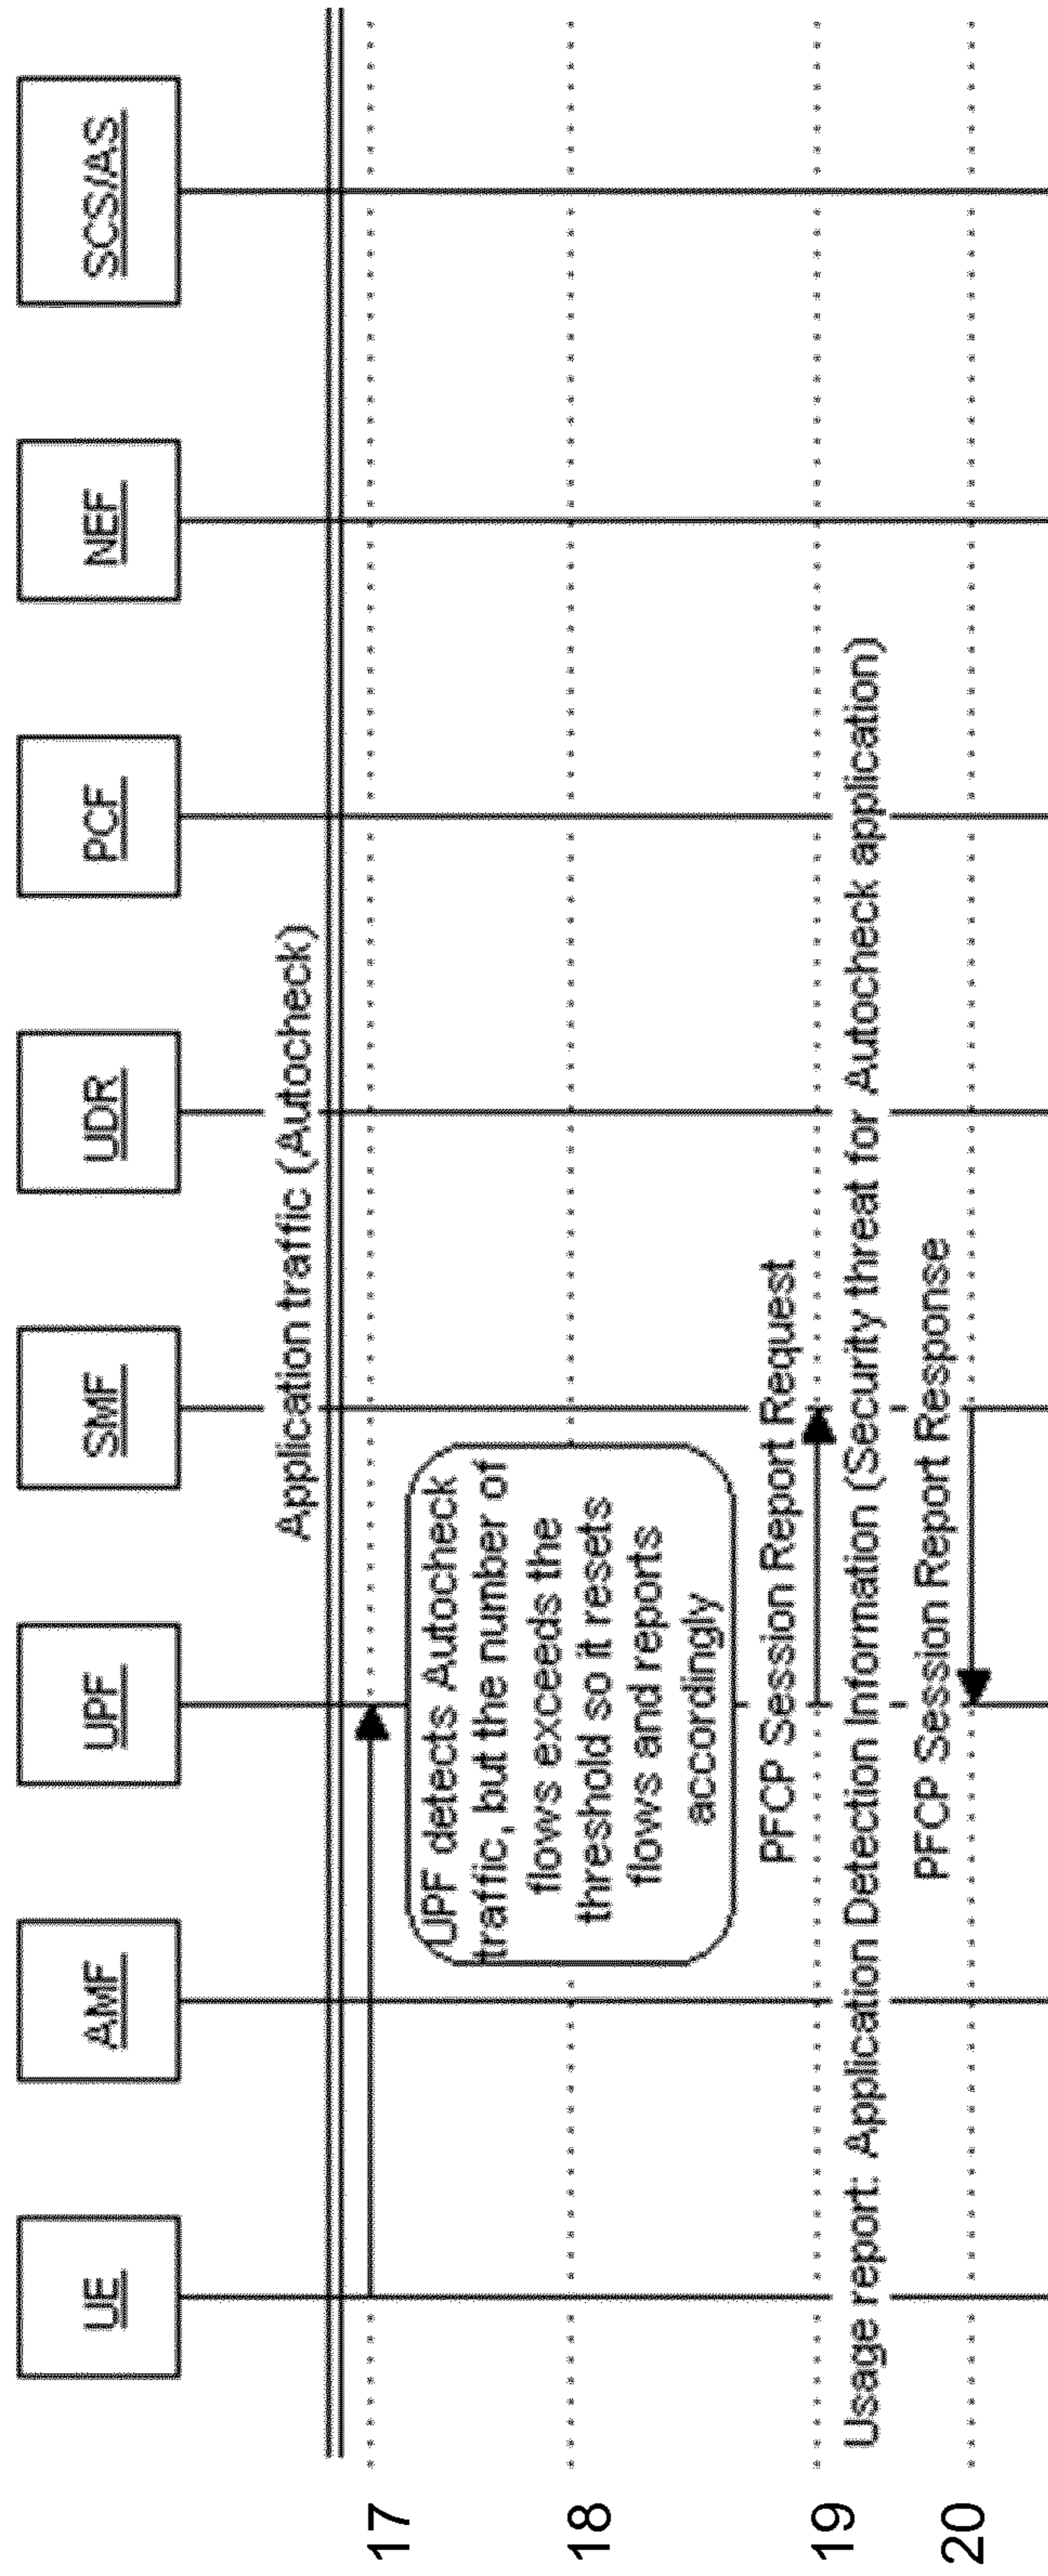 UE
AMF
UPF
SMF
UDR
PCF
NEF
SCS/AS
Application traffic (Autocheck)
17
UPF detects Autocheck
traffic, but the number of
flows exceeds the
threshold so it resets
flows and reports
accordingly
18
PFCP Session Report Request
19
Usage report: Application Detection Information (Security threat for Autocheck application)
PFCP Session Report Response
20